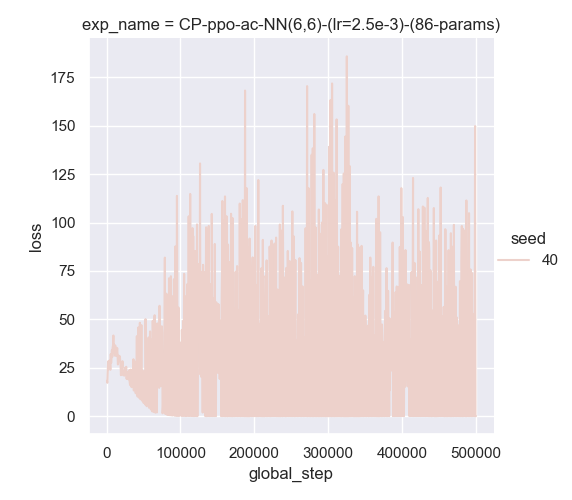 exp_name = CP-ppo-ac-NN(6,6)-(lr=2.5e-3)-(86-params)
175
150
125
100
75
50
25
0
loss
seed
40
0 100000 200000 300000 400000 500000
global_step